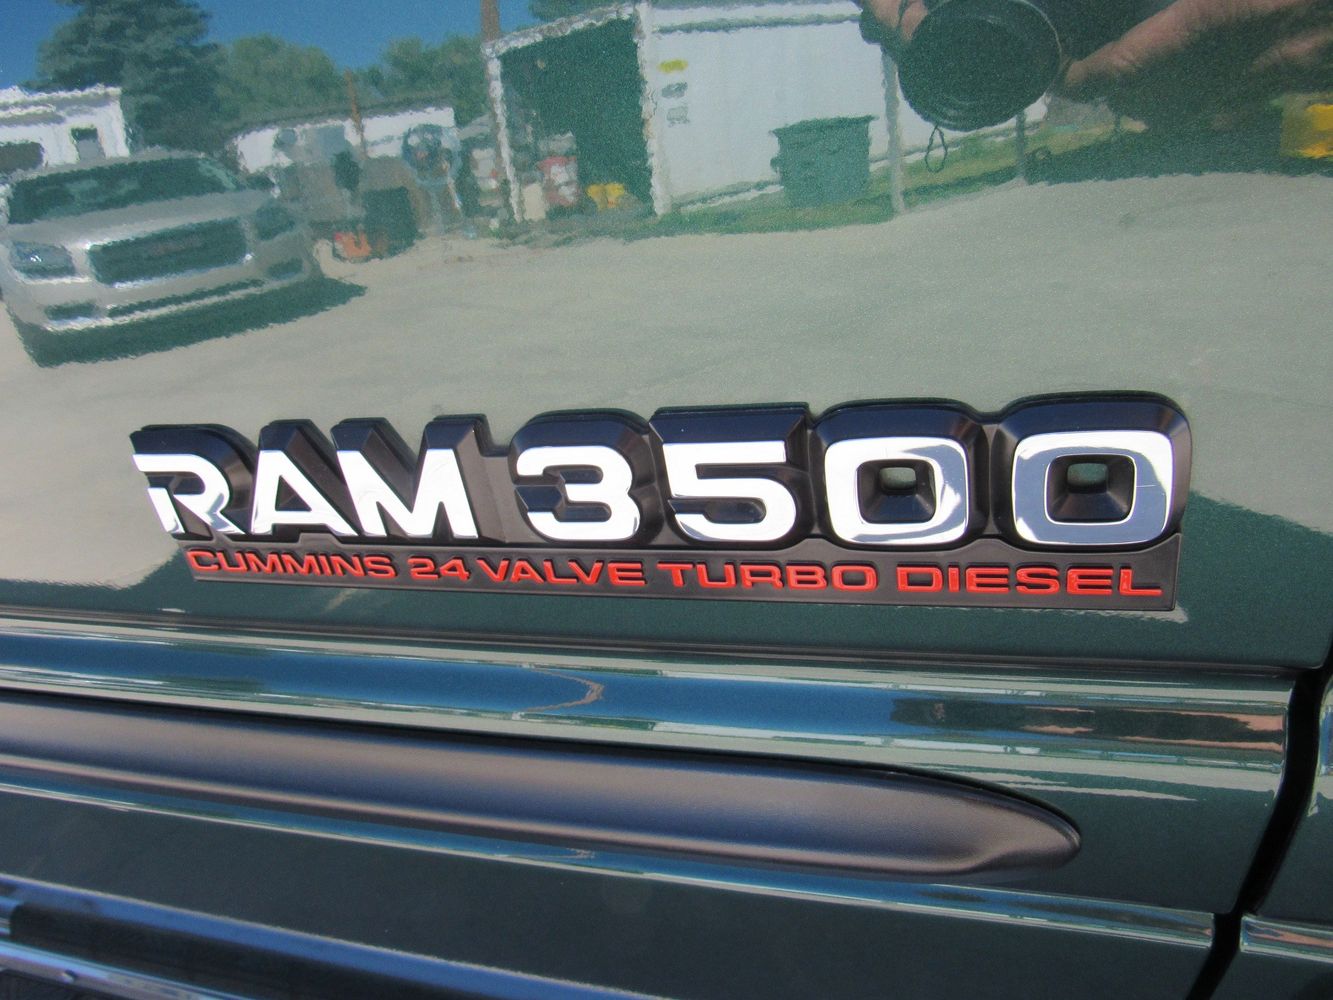 RAM 3500
CUMMINS 24 VALVE TURBO DIESEL